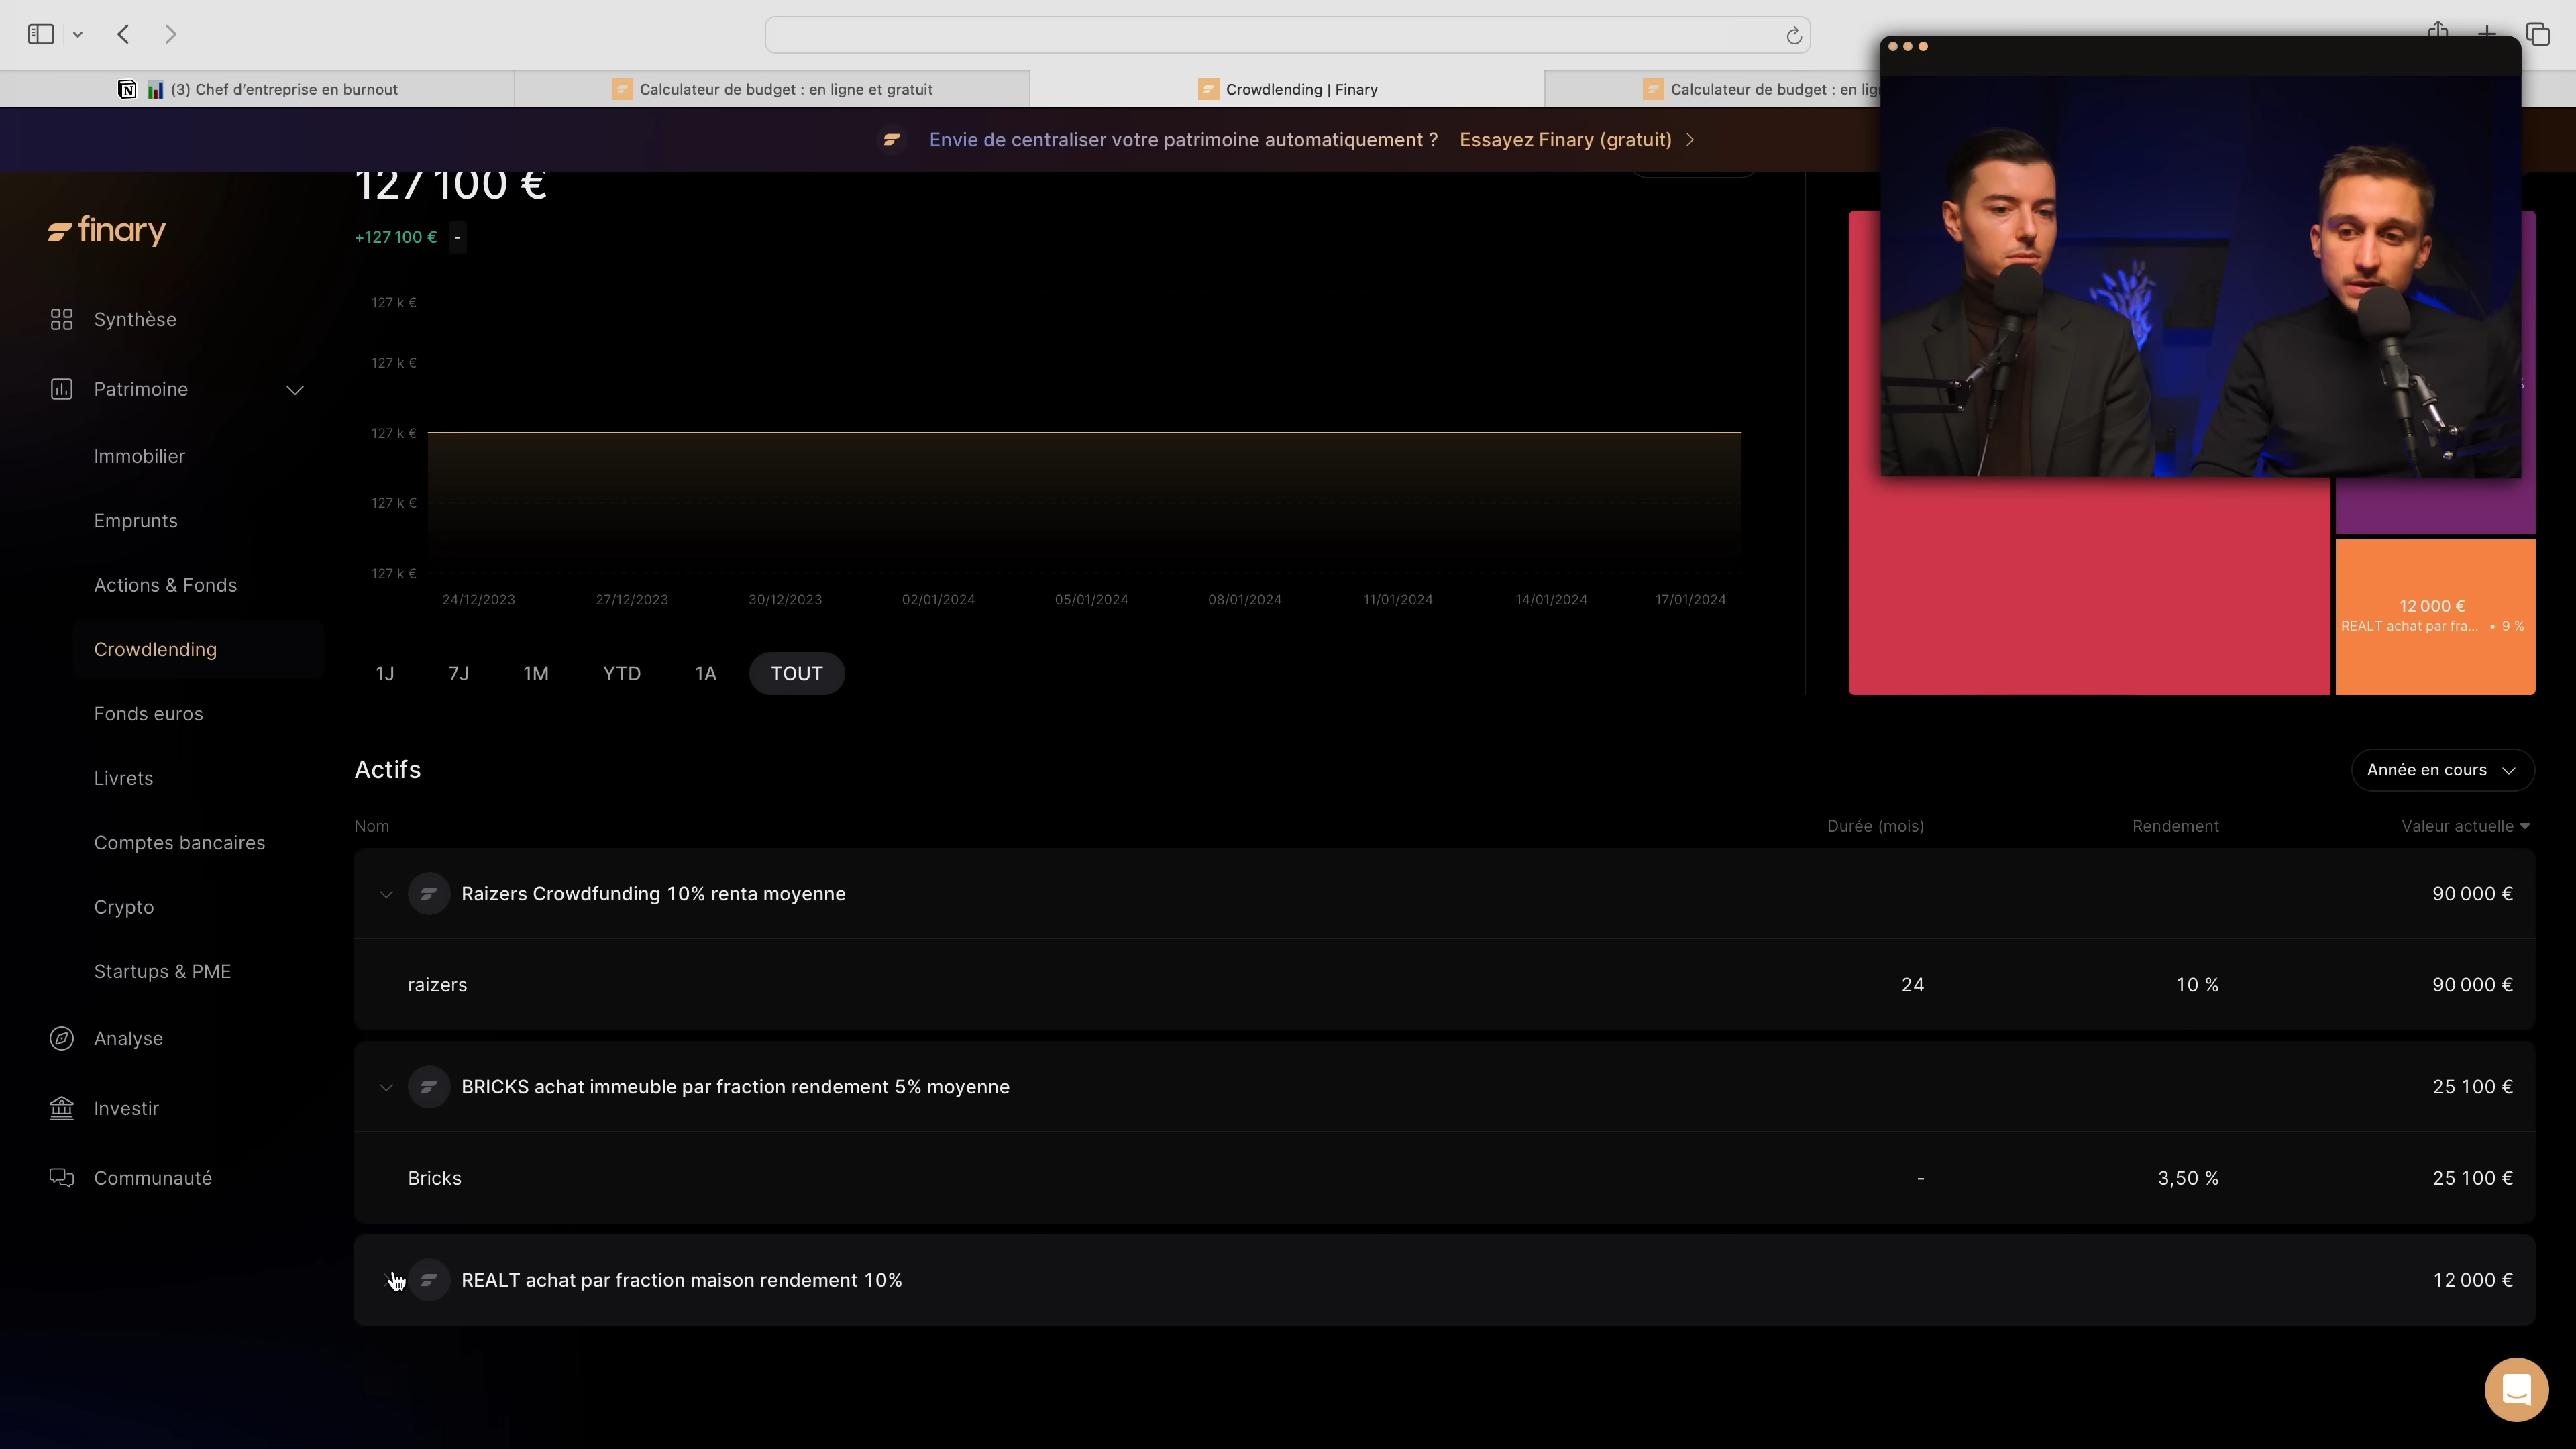 (3) Chef d'entreprise en burnout
Calculateur de budget : en ligne et gratuit
Crowdlending | Finary
Calculateur de budget : en
Envie de centraliser votre patrimoine automatiquement ? Essayez Finary (gratuit)
127 100 €
+127 100 € -
finary
Synthèse
Patrimoine
Immobilier
Emprunts
Actions & Fonds
Crowdlending
Fonds euros
Livrets
Comptes bancaires
Crypto
Startups & PME
Analyse
Investir
Communauté
127 k €
127 k €
127 k €
127 k €
127 k €
24/12/2023 27/12/2023 30/12/2023 02/01/2024 05/01/2024 08/01/2024 11/01/2024 14/01/2024 17/01/2024
1J 7J 1M YTD 1A TOUT
12 000 €
REALT achat par fra... • 9 %
Actifs
Année en cours
Nom Durée (mois) Rendement Valeur actuelle
Raizers Crowdfunding 10% renta moyenne 90 000 €
raizers 24 10 % 90 000 €
BRICKS achat immeuble par fraction rendement 5% moyenne 25 100 €
Bricks - 3,50 % 25 100 €
REALT achat par fraction maison rendement 10% 12 000 €